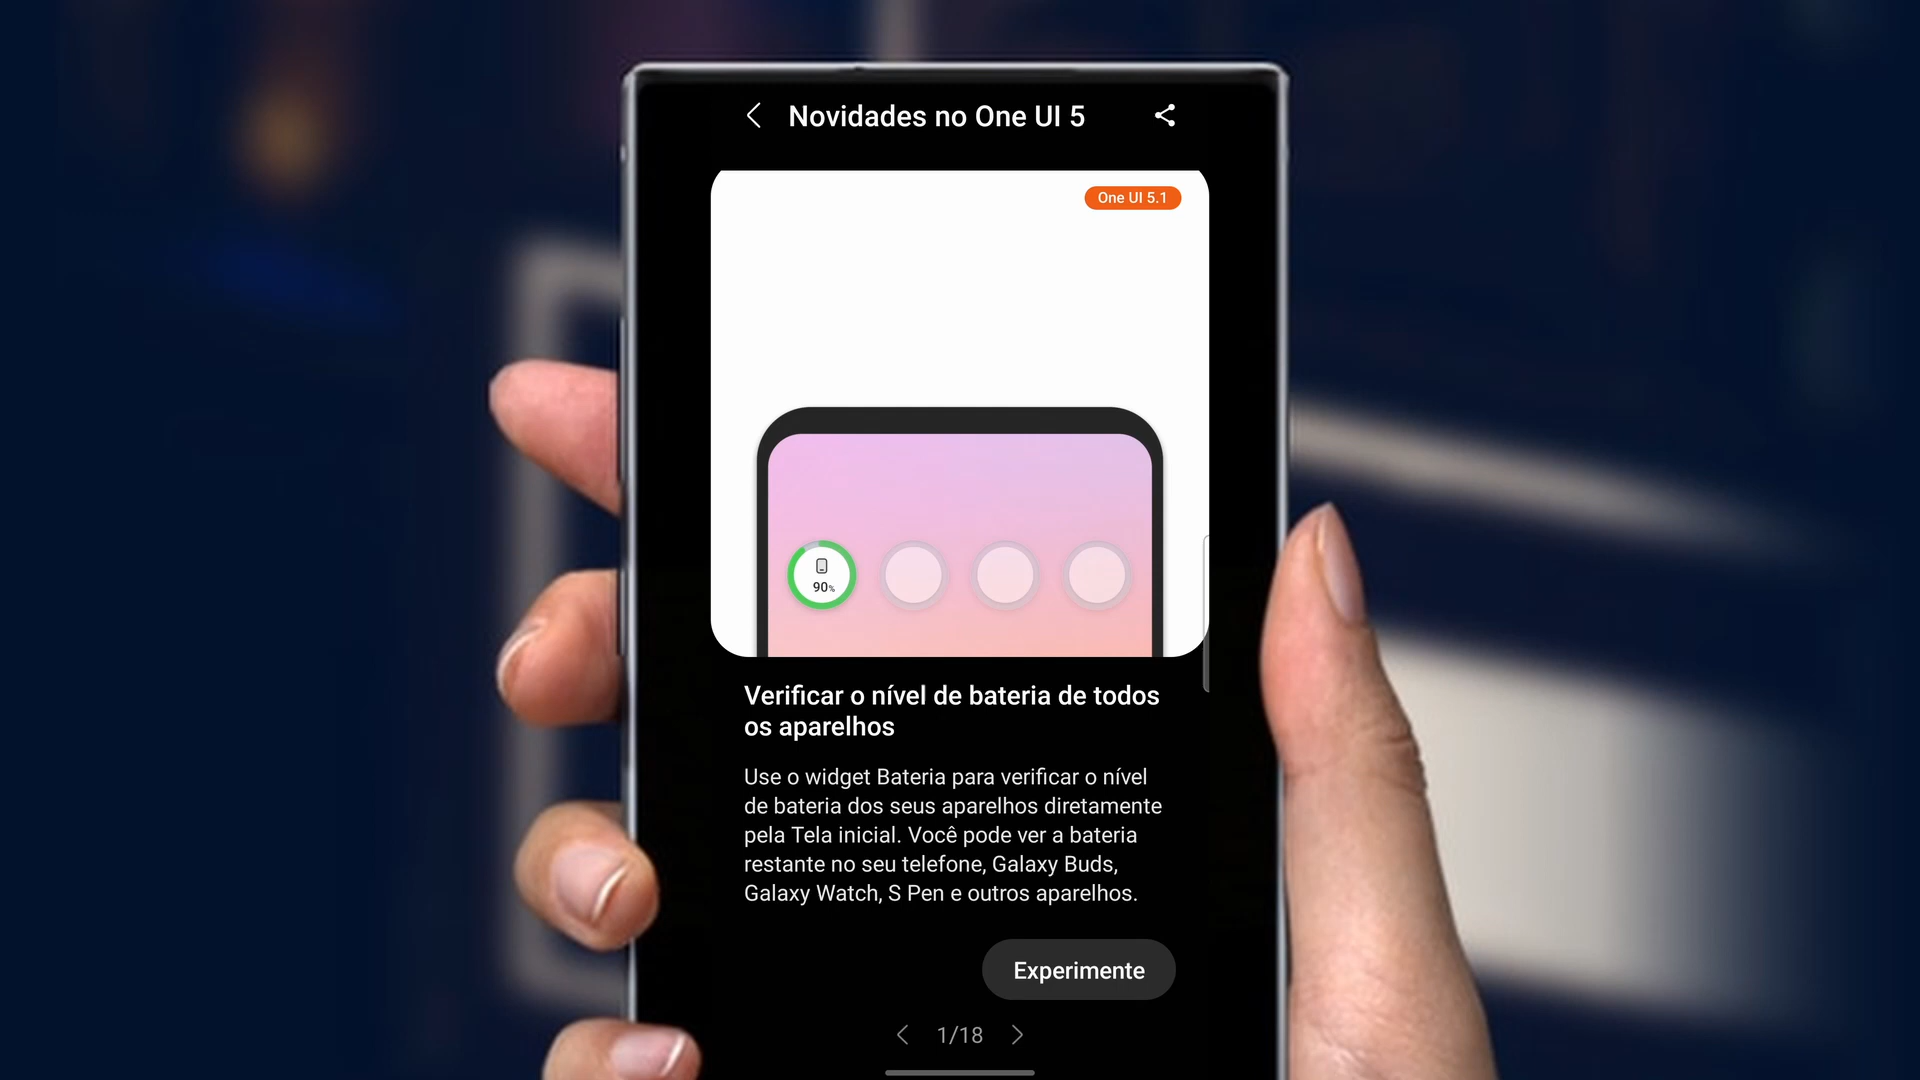 Novidades no One UI 5
One UI 5.1
90%
Verificar o nível de bateria de todos
os aparelhos
Use o widget Bateria para verificar o nível
de bateria dos seus aparelhos diretamente
pela Tela inicial. Você pode ver a bateria
restante no seu telefone, Galaxy Buds,
Galaxy Watch, S Pen e outros aparelhos.
Experimente
1/18